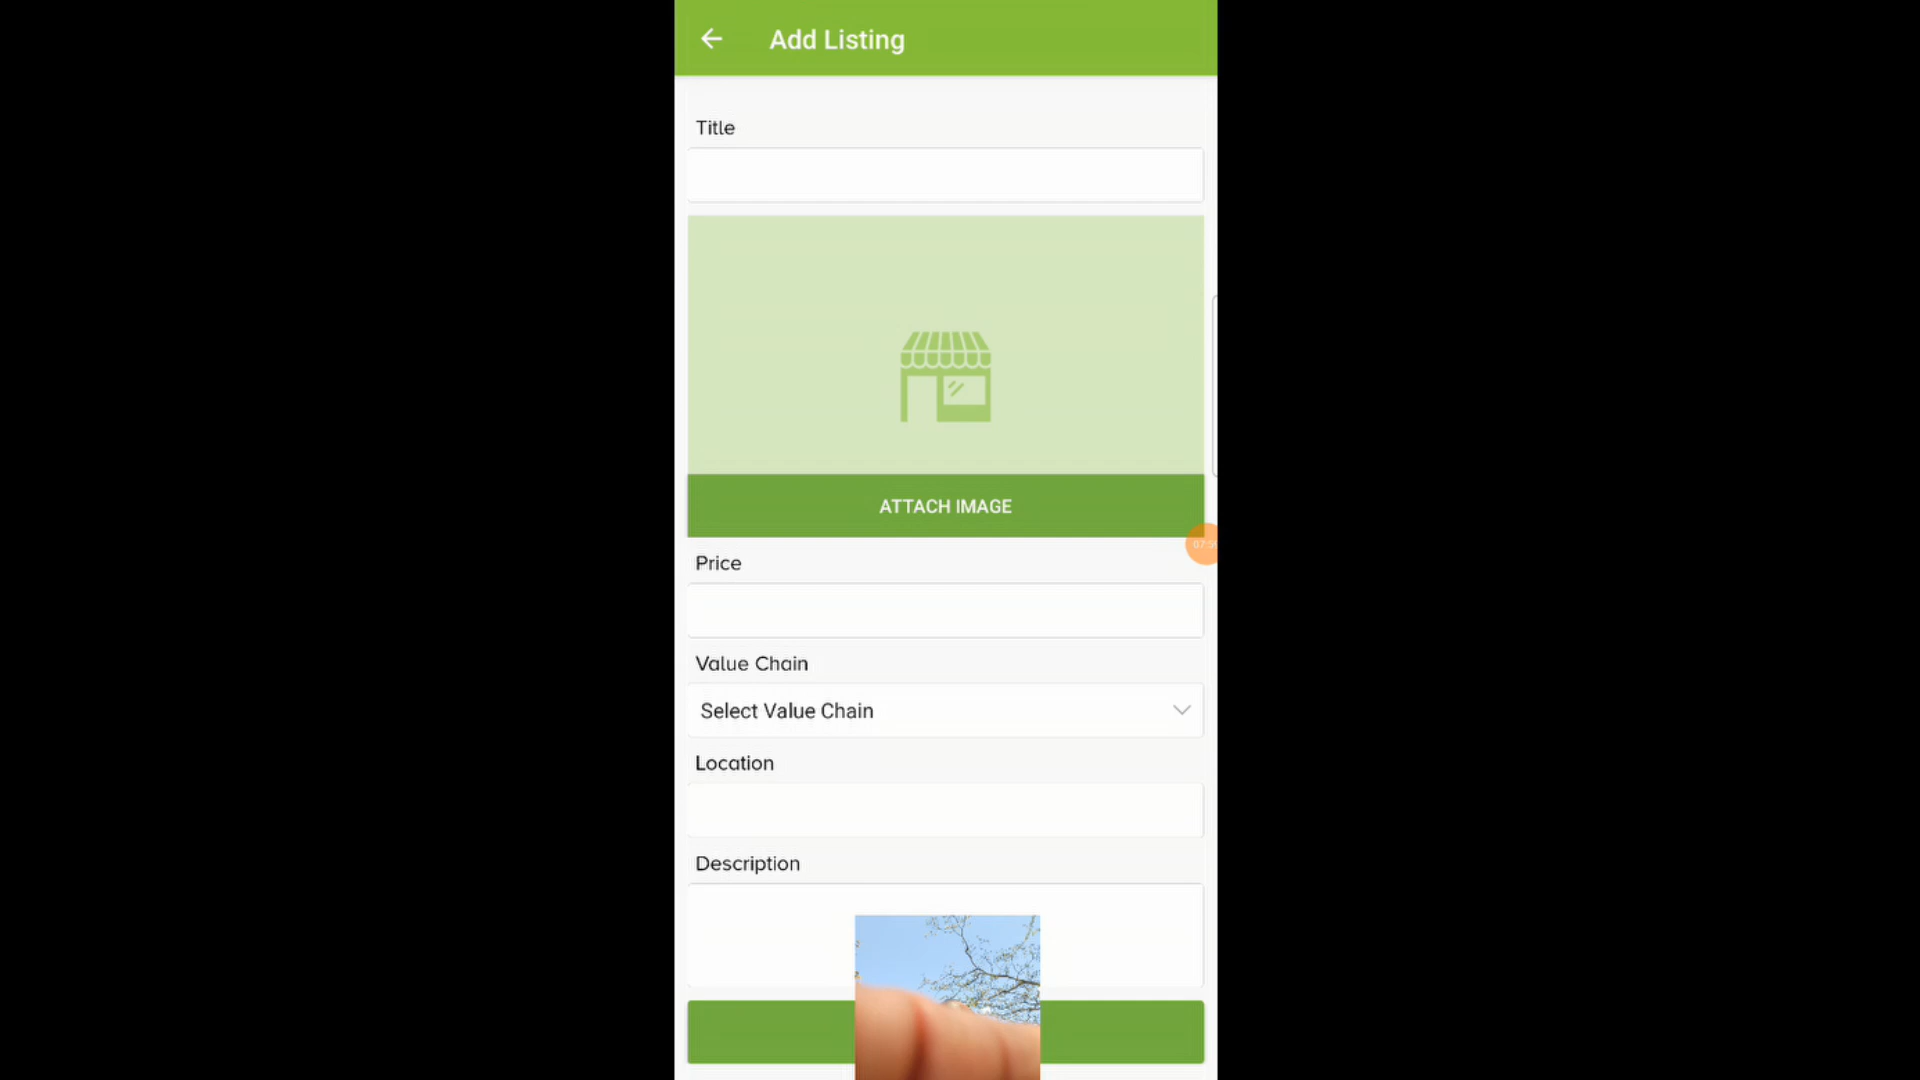 Add Listing
Title
ATTACH IMAGE
Price
Value Chain
Select Value Chain
Location
Description